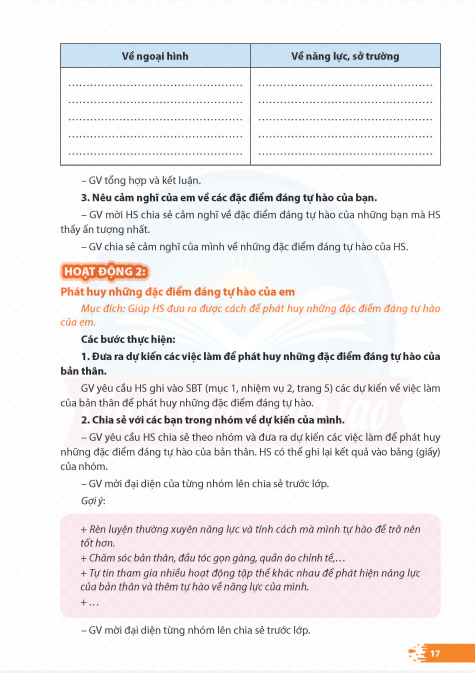 Về ngoại hình
Về năng lực, sở trường
................................................ ................................................
................................................ ................................................
................................................ ................................................
................................................ ................................................
................................................ ................................................
– GV tổng hợp và kết luận.
3. Nêu cảm nghĩ của em về các đặc điểm đáng tự hào của bạn.
– GV mời HS chia sẻ cảm nghĩ về đặc điểm đáng tự hào của những bạn mà HS
thấy ấn tượng nhất.
– GV chia sẻ cảm nghĩ của mình về những đặc điểm đáng tự hào của HS.
HOẠT ĐỘNG 2:
Phát huy những đặc điểm đáng tự hào của em
Mục đích: Giúp HS đưa ra được cách để phát huy những đặc điểm đáng tự hào
của em.
Các bước thực hiện:
1. Đưa ra dự kiến các việc làm để phát huy những đặc điểm đáng tự hào của
bản thân.
GV yêu cầu HS ghi vào SBT (mục 1, nhiệm vụ 2, trang 5) các dự kiến về việc làm
của bản thân để phát huy những đặc điểm đáng tự hào.
2. Chia sẻ với các bạn trong nhóm về dự kiến của mình.
– GV yêu cầu HS chia sẻ theo nhóm và đưa ra dự kiến các việc làm để phát huy
những đặc điểm đáng tự hào của bản thân. HS có thể ghi lại kết quả vào bảng (giấy)
của nhóm.
– GV mời đại diện của từng nhóm lên chia sẻ trước lớp.
Gợi ý:
+ Rèn luyện thường xuyên năng lực và tính cách mà mình tự hào để trở nên
tốt hơn.
+ Chăm sóc bản thân, đầu tóc gọn gàng, quần áo chỉnh tề,…
+ Tự tin tham gia nhiều hoạt động tập thể khác nhau để phát hiện năng lực
của bản thân và thêm tự hào về năng lực của mình.
+ …
– GV mời đại diện từng nhóm lên chia sẻ trước lớp.
17